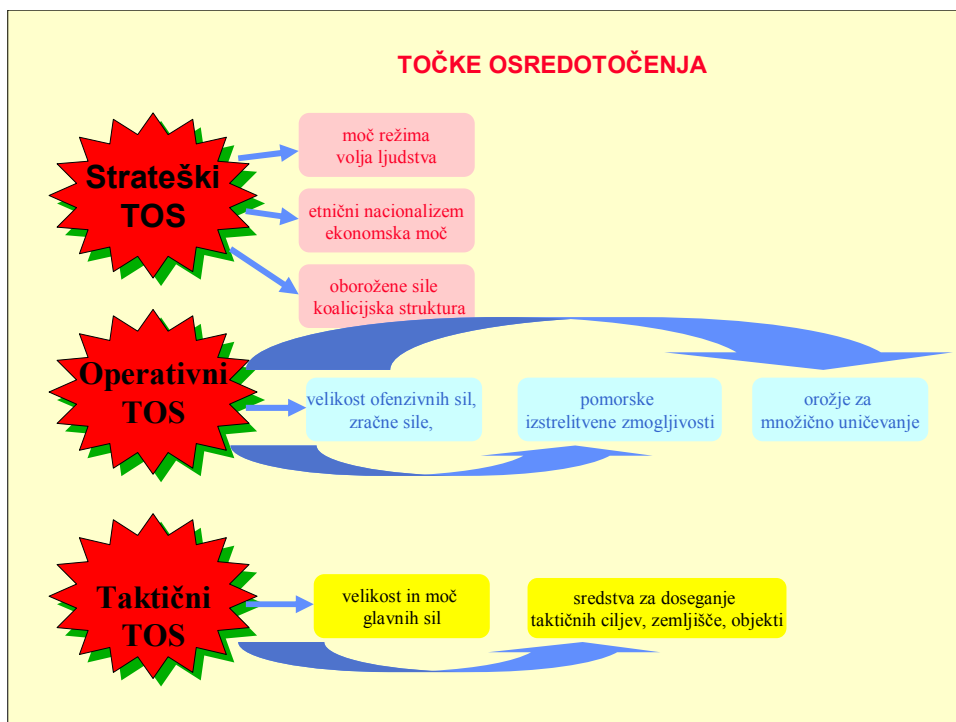 TOČKE OSREDOTOČENJA
Strateški
TOS
moč režima
volja ljudstva
etnični nacionalizem
ekonomska moč
oborožene sile
koalicijska struktura
Operativni
TOS
velikost ofenzivnih sil,
zračne sile,
pomorske
izstrelitvene zmogljivosti
orožje za
množično uničevanje
Taktični
TOS
velikost in moč
glavnih sil
sredstva za doseganje
taktičnih ciljev, zemljišče, objekti